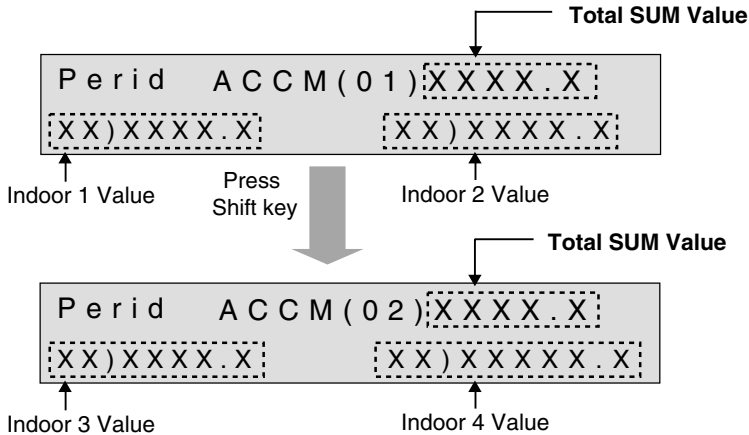 Total SUM Value
Perid ACCM(01)XXXX.X
XX)XXXX.X XX)XXXX.X
Indoor 1 Value Indoor 2 Value
Press
Shift key
Total SUM Value
Perid ACCM(02)XXXX.X
XX)XXXX.X XX)XXXXX.X
Indoor 3 Value Indoor 4 Value